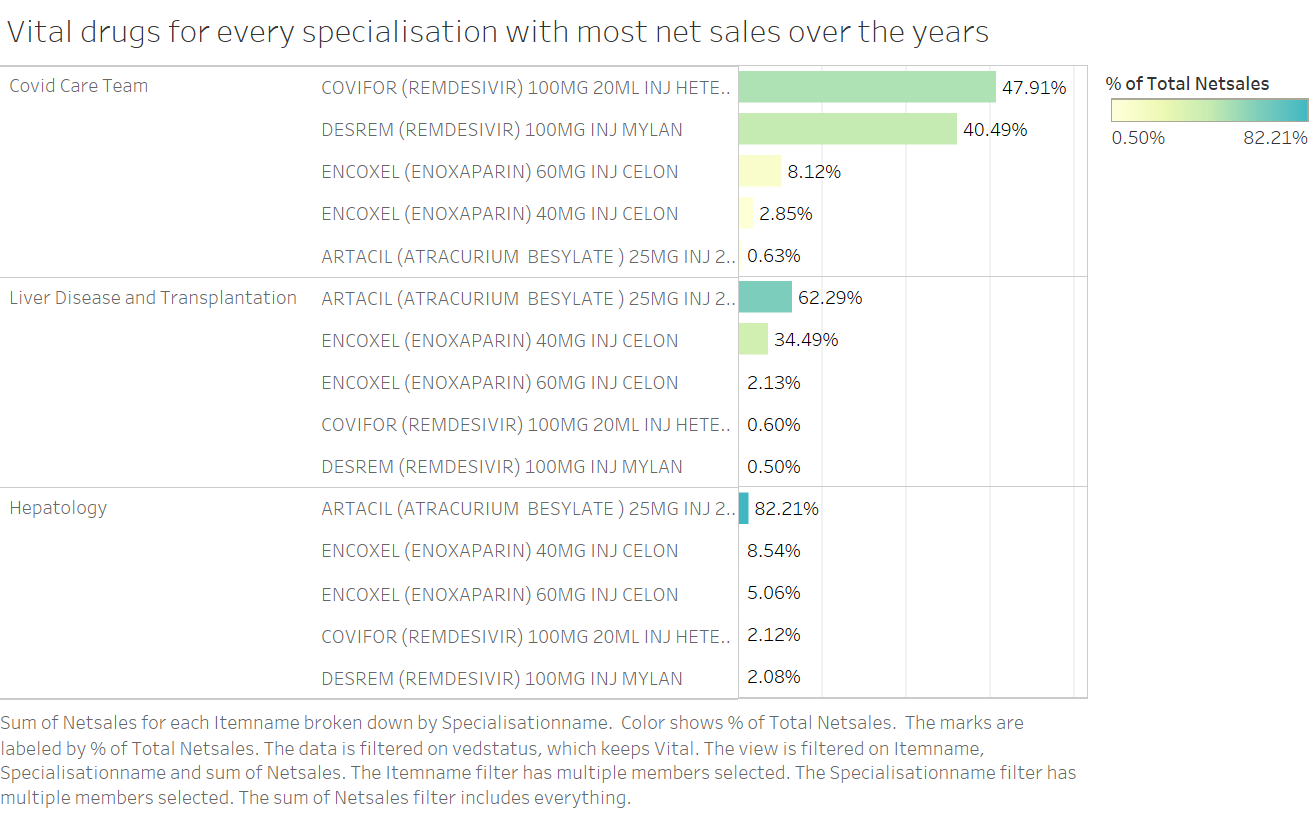 Vital drugs for every specialisation with most net sales over the years
Covid Care Team
COVIFOR (REMDESIVIR) 100MG 20ML INJ HETE.. 47.91%
DESREM (REMDESIVIR) 100MG INJ MYLAN 40.49%
ENCOXEL (ENOXAPARIN) 60MG INJ CELON 8.12%
ENCOXEL (ENOXAPARIN) 40MG INJ CELON 2.85%
ARTACIL (ATRACURIUM  BESYLATE ) 25MG INJ 2.. 0.63%
Liver Disease and Transplantation
ARTACIL (ATRACURIUM  BESYLATE ) 25MG INJ 2.. 62.29%
ENCOXEL (ENOXAPARIN) 40MG INJ CELON 34.49%
ENCOXEL (ENOXAPARIN) 60MG INJ CELON 2.13%
COVIFOR (REMDESIVIR) 100MG 20ML INJ HETE.. 0.60%
DESREM (REMDESIVIR) 100MG INJ MYLAN 0.50%
Hepatology
ARTACIL (ATRACURIUM  BESYLATE ) 25MG INJ 2.. 82.21%
ENCOXEL (ENOXAPARIN) 40MG INJ CELON 8.54%
ENCOXEL (ENOXAPARIN) 60MG INJ CELON 5.06%
COVIFOR (REMDESIVIR) 100MG 20ML INJ HETE.. 2.12%
DESREM (REMDESIVIR) 100MG INJ MYLAN 2.08%
% of Total Netsales
0.50% 82.21%
Sum of Netsales for each Itemname broken down by Specialisationname.  Color shows % of Total Netsales.  The marks are
labeled by % of Total Netsales. The data is filtered on vedstatus, which keeps Vital. The view is filtered on Itemname,
Specialisationname and sum of Netsales. The Itemname filter has multiple members selected. The Specialisationname filter has
multiple members selected. The sum of Netsales filter includes everything.